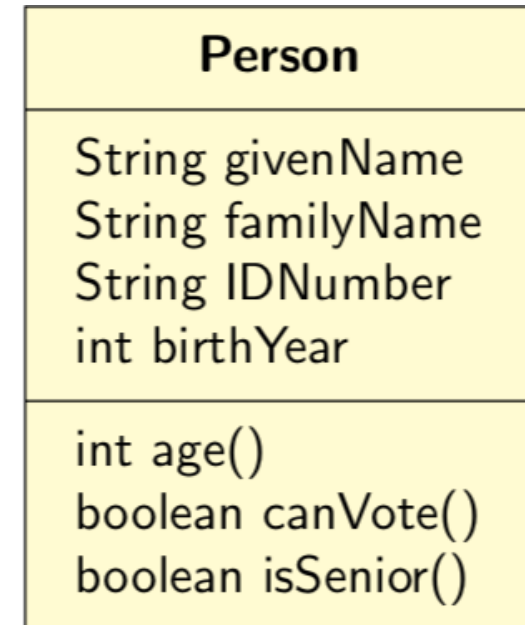 Person
String givenName
String familyName
String IDNumber
int birthYear
int age()
boolean canVote()
boolean isSenior()